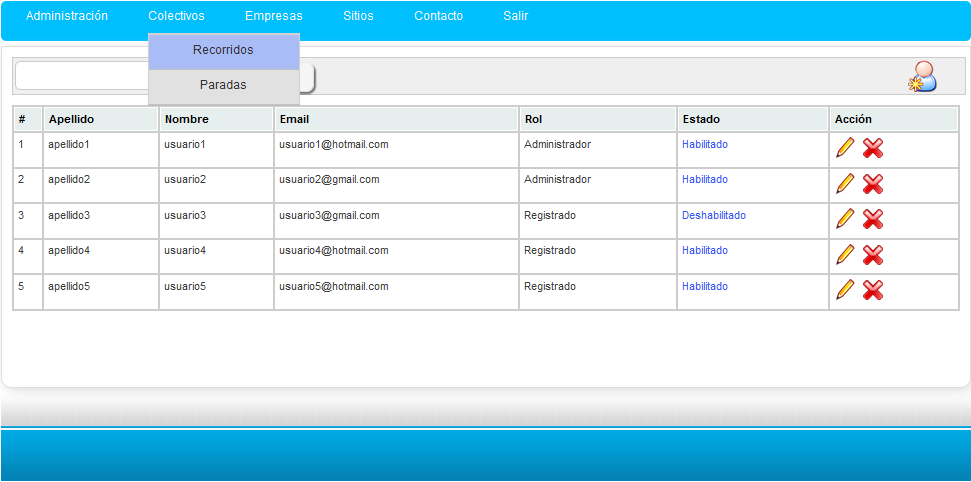 Administración Colectivos Empresas Sitios Contacto Salir
Recorridos
Paradas
# Apellido Nombre Email Rol Estado Acción
1 apellido1 usuario1 usuario1@hotmail.com Administrador Habilitado
2 apellido2 usuario2 usuario2@gmail.com Administrador Habilitado
3 apellido3 usuario3 usuario3@gmail.com Registrado Deshabilitado
4 apellido4 usuario4 usuario4@hotmail.com Registrado Habilitado
5 apellido5 usuario5 usuario5@hotmail.com Registrado Habilitado